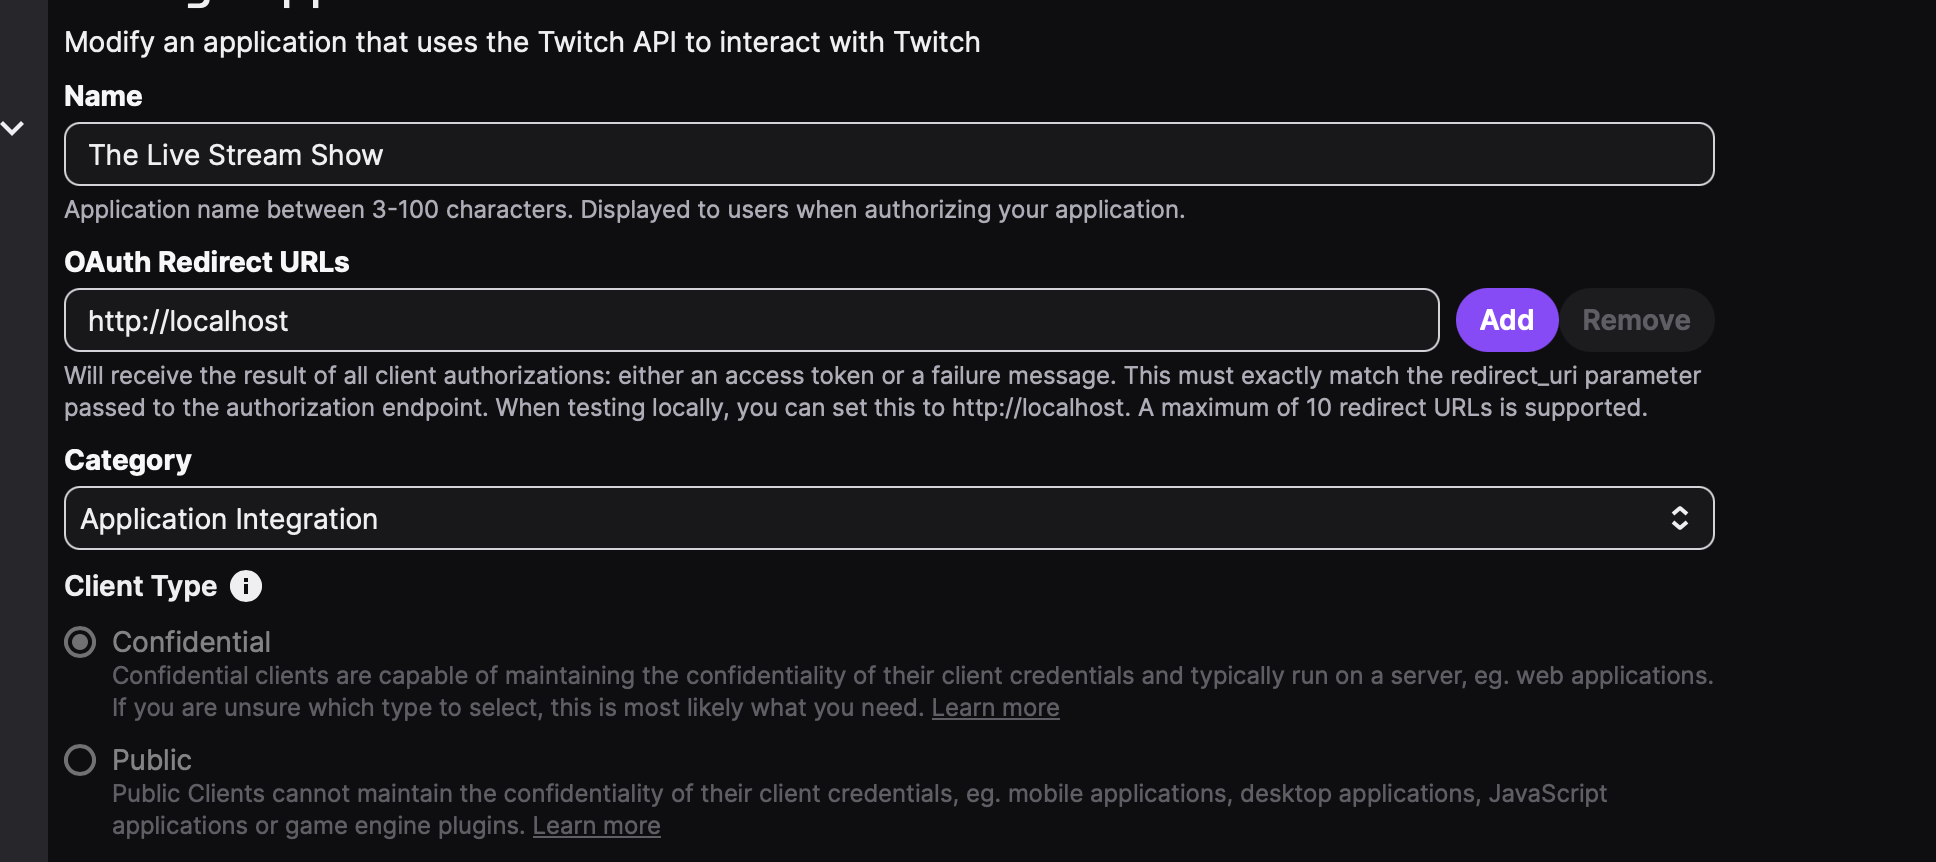 Modify an application that uses the Twitch API to interact with Twitch
Name
The Live Stream Show
Application name between 3-100 characters. Displayed to users when authorizing your application.
OAuth Redirect URLs
http://localhost
Add
Remove
Will receive the result of all client authorizations: either an access token or a failure message. This must exactly match the redirect_uri parameter
passed to the authorization endpoint. When testing locally, you can set this to http://localhost. A maximum of 10 redirect URLs is supported.
Category
Application Integration
Client Type
Confidential
Confidential clients are capable of maintaining the confidentiality of their client credentials and typically run on a server, eg. web applications.
If you are unsure which type to select, this is most likely what you need. Learn more
Public
Public Clients cannot maintain the confidentiality of their client credentials, eg. mobile applications, desktop applications, JavaScript
applications or game engine plugins. Learn more